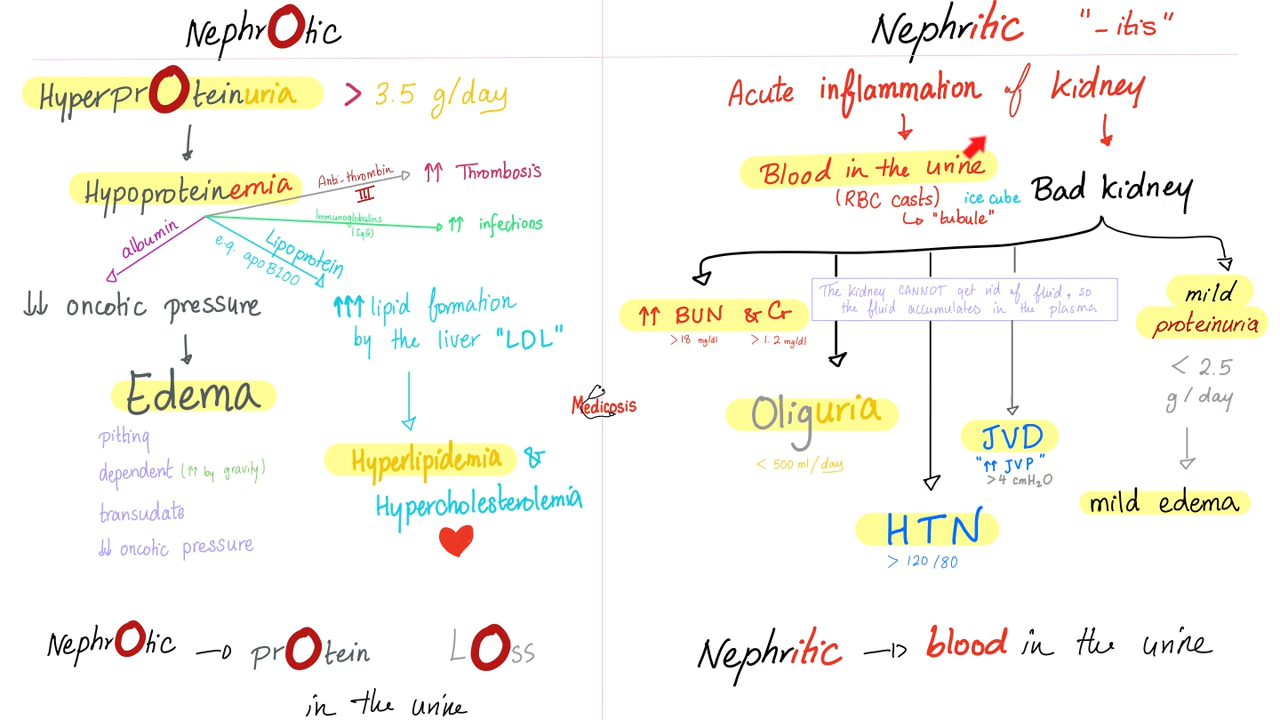 NephrOtic
HyperprOteinuria > 3.5 g/day
Hypoproteinemia
Anti-thrombin
III
↑↑ Thrombosis
Immunoglobulins
(IgG)
↑↑ infections
albumin
Lipoprotein
e.g. apo B100
↓↓ oncotic pressure
↑↑↑ lipid formation
by the liver "LDL"
Edema
pitting
dependent (↑↑ by gravity)
transudate
↓↓ oncotic pressure
Hyperlipidemia &
Hypercholesterolemia
NephrOtic → prOtein LOss
in the urine
Medicosis
Nephritic "-itis"
Acute inflammation of kidney
Blood in the urine
(RBC casts) ice cube
↳ "tubule"
Bad kidney
↑↑ BUN & Cr
>18 mg/dl >1.2 mg/dl
The kidney CANNOT get rid of fluid, so
the fluid accumulates in the plasma
mild
proteinuria
< 2.5
g/day
mild edema
Oliguria
< 500 ml/day
JVD
"↑↑ JVP"
>4 cmH₂O
HTN
> 120/80
Nephritic → blood in the urine